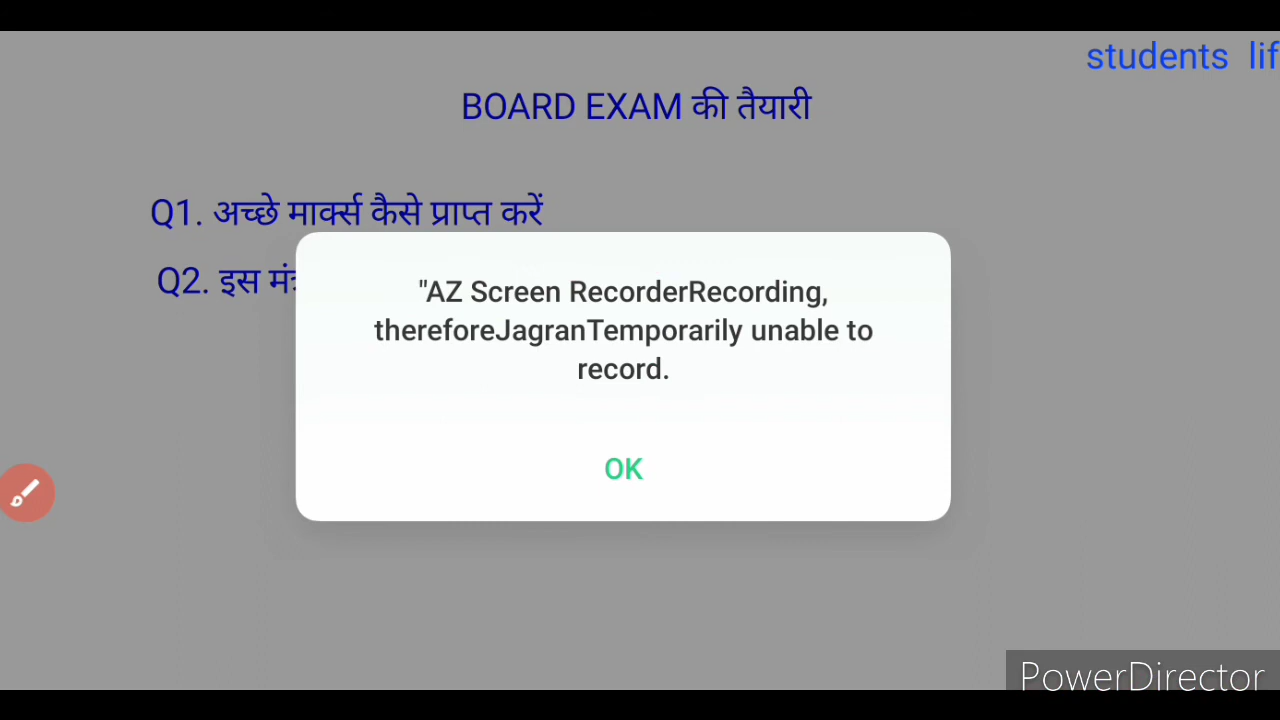 students lif
BOARD EXAM की तैयारी
Q1. अच्छे मार्क्स कैसे प्राप्त करें
Q2. इस
"AZ Screen RecorderRecording,
thereforeJagranTemporarily unable to
record.
OK
PowerDirector